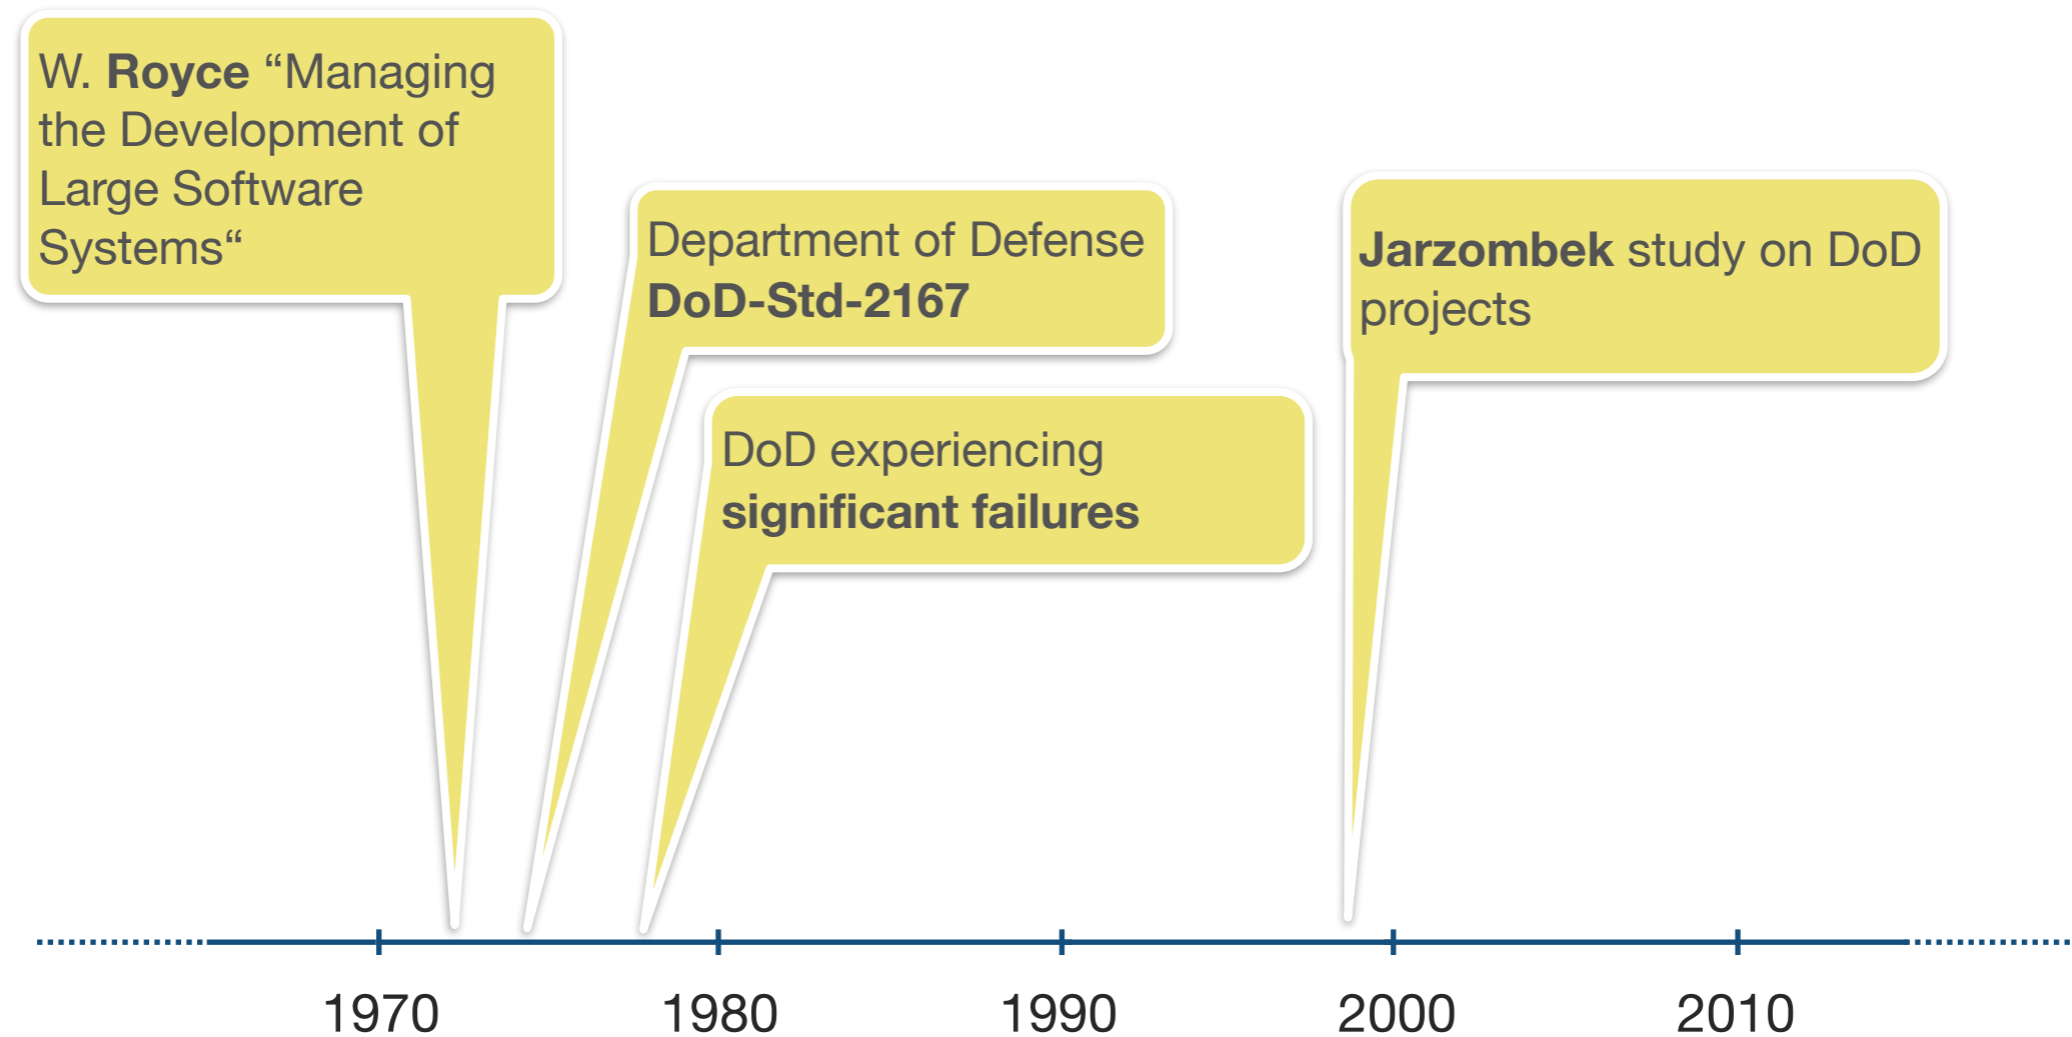 W. Royce “Managing
the Development of
Large Software
Systems“
Department of Defense
DoD-Std-2167
DoD experiencing
significant failures
Jarzombek study on DoD
projects
1970
1980
1990
2000
2010